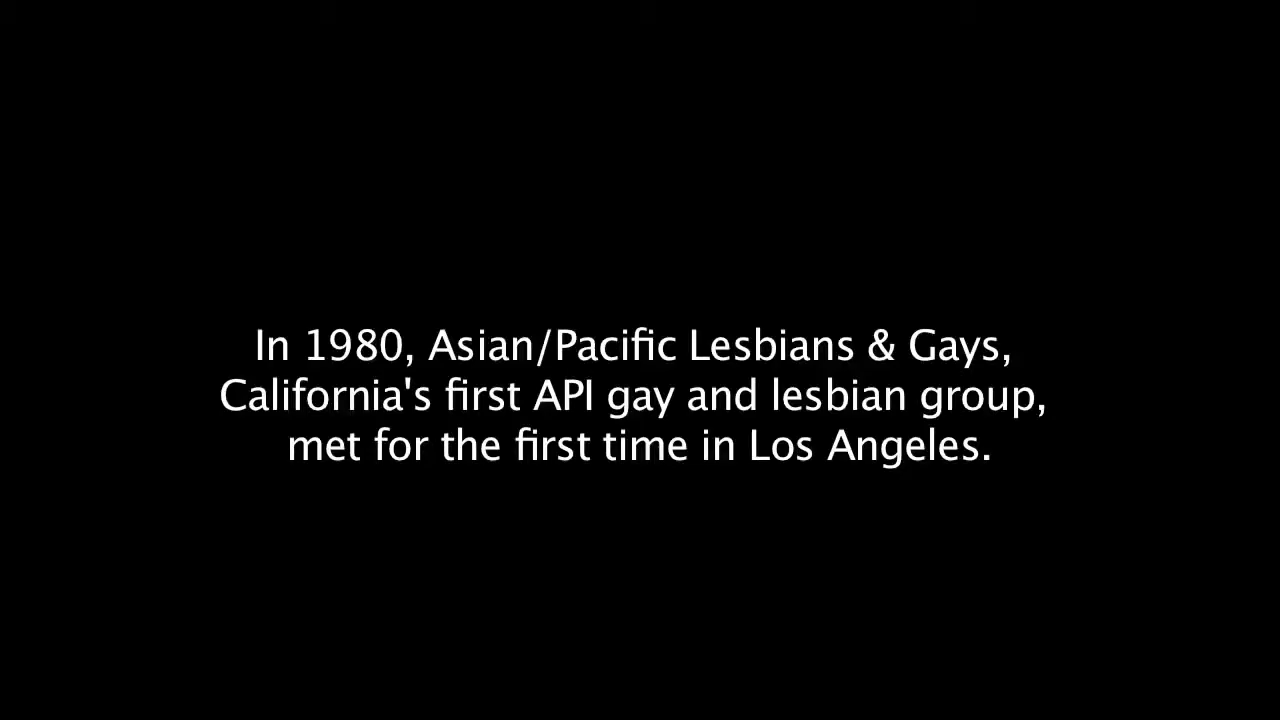 In 1980, Asian/Pacific Lesbians & Gays,
California's first API gay and lesbian group,
met for the first time in Los Angeles.